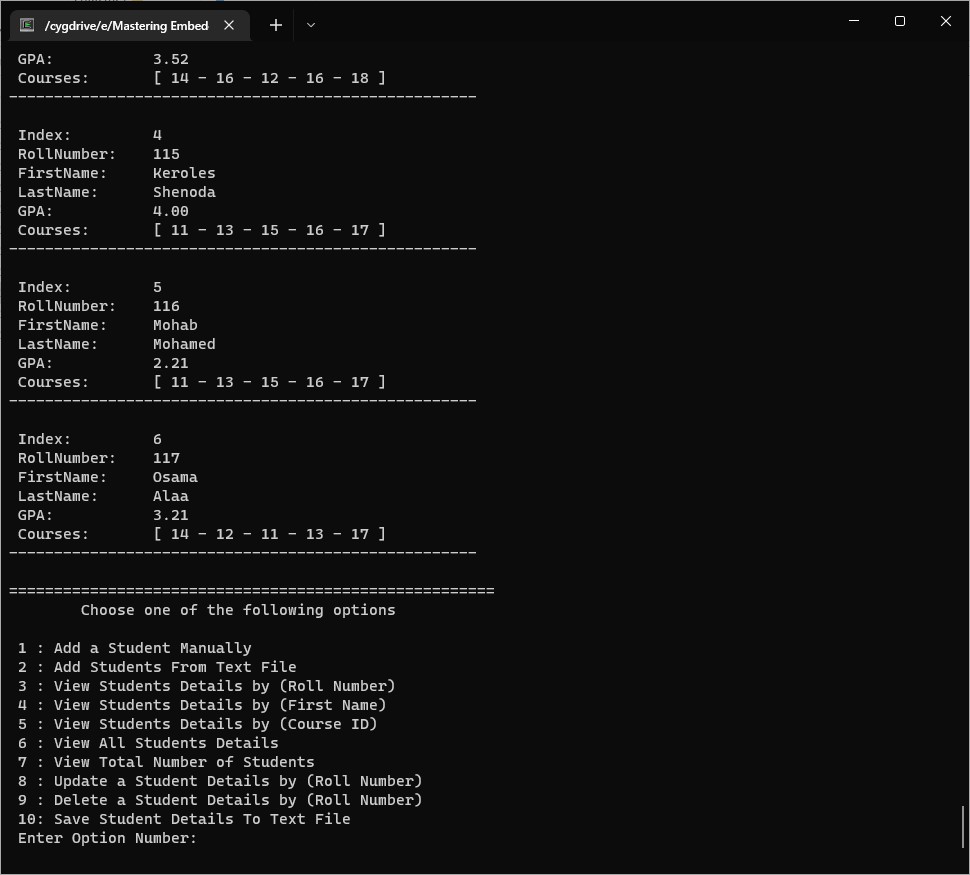 /cygdrive/e/Mastering Embed
GPA: 3.52
Courses: [ 14 - 16 - 12 - 16 - 18 ]
----------------------------------------------------
Index: 4
RollNumber: 115
FirstName: Keroles
LastName: Shenoda
GPA: 4.00
Courses: [ 11 - 13 - 15 - 16 - 17 ]
----------------------------------------------------
Index: 5
RollNumber: 116
FirstName: Mohab
LastName: Mohamed
GPA: 2.21
Courses: [ 11 - 13 - 15 - 16 - 17 ]
----------------------------------------------------
Index: 6
RollNumber: 117
FirstName: Osama
LastName: Alaa
GPA: 3.21
Courses: [ 14 - 12 - 11 - 13 - 17 ]
----------------------------------------------------
======================================================
Choose one of the following options
1 : Add a Student Manually
2 : Add Students From Text File
3 : View Students Details by (Roll Number)
4 : View Students Details by (First Name)
5 : View Students Details by (Course ID)
6 : View All Students Details
7 : View Total Number of Students
8 : Update a Student Details by (Roll Number)
9 : Delete a Student Details by (Roll Number)
10: Save Student Details To Text File
Enter Option Number: